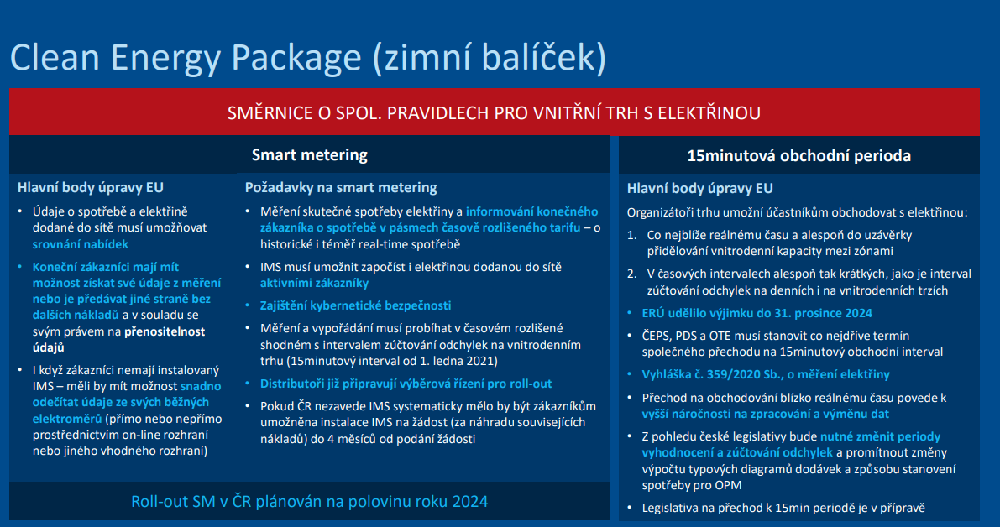 Clean Energy Package (zimní balíček)
SMĚRNICE O SPOL. PRAVIDLECH PRO VNITŘNÍ TRH S ELEKTŘINOU
Smart metering
Hlavní body úpravy EU
• Údaje o spotřebě a elektřině
dodané do sítě musí umožňovat
srovnání nabídek
• Koneční zákazníci mají mít
možnost získat své údaje z měření
nebo je předávat jiné straně bez
dalších nákladů a v souladu se
svým právem na přenositelnost
údajů
• I když zákazníci nemají instalovaný
IMS – měli by mít možnost snadno
odečítat údaje ze svých běžných
elektroměrů (přímo nebo nepřímo
prostřednictvím on-line rozhraní
nebo jiného vhodného rozhraní)
Požadavky na smart metering
• Měření skutečné spotřeby elektřiny a informování konečného
zákazníka o spotřebě v pásmech časově rozlišeného tarifu – o
historické i téměř real-time spotřebě
• IMS musí umožnit započíst i elektřinou dodanou do sítě
aktivními zákazníky
• Zajištění kybernetické bezpečnosti
• Měření a vypořádání musí probíhat v časovém rozlišené
shodném s intervalem zúčtování odchylek na vnitrodenním
trhu (15minutový interval od 1. ledna 2021)
• Distributoři již připravují výběrová řízení pro roll-out
• Pokud ČR nezavede IMS systematicky mělo by být zákazníkům
umožněna instalace IMS na žádost (za náhradu souvisejících
nákladů) do 4 měsíců od podání žádosti
Roll-out SM v ČR plánován na polovinu roku 2024
15minutová obchodní perioda
Hlavní body úpravy EU
Organizátoři trhu umožní účastníkům obchodovat s elektřinou:
1. Co nejblíže reálnému času a alespoň do uzávěrky
přidělování vnitrodenní kapacity mezi zónami
2. V časových intervalech alespoň tak krátkých, jako je interval
zúčtování odchylek na denních i na vnitrodenních trzích
• ERÚ udělilo výjimku do 31. prosince 2024
• ČEPS, PDS a OTE musí stanovit co nejdříve termín
společného přechodu na 15minutový obchodní interval
• Vyhláška č. 359/2020 Sb., o měření elektřiny
• Přechod na obchodování blízko reálnému času povede k
vyšší náročnosti na zpracování a výměnu dat
• Z pohledu české legislativy bude nutné změnit periody
vyhodnocení a zúčtování odchylek a promítnout změny
výpočtu typových diagramů dodávek a způsobu stanovení
spotřeby pro OPM
• Legislativa na přechod k 15min periodě je v přípravě